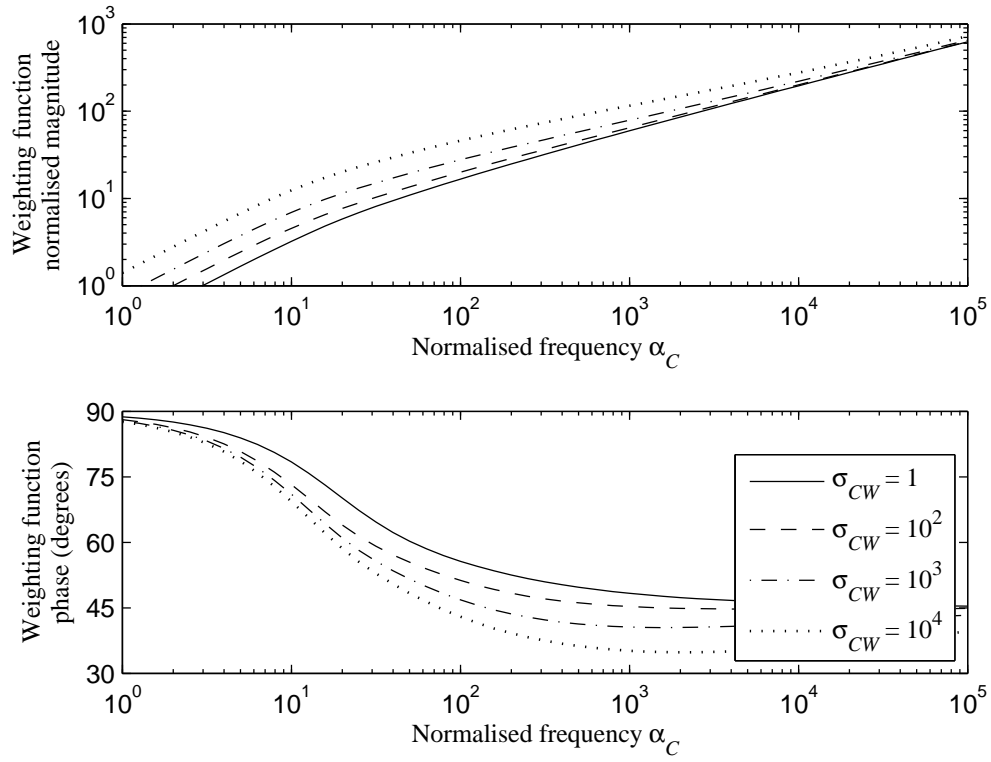 Weighting function
normalised magnitude
10^3
10^2
10^1
10^0
10^0 10^1 10^2 10^3 10^4 10^5
Normalised frequency α_C
Weighting function
phase (degrees)
90
75
60
45
30
σ_CW = 1
σ_CW = 10^2
σ_CW = 10^3
σ_CW = 10^4
10^0 10^1 10^2 10^3 10^4 10^5
Normalised frequency α_C